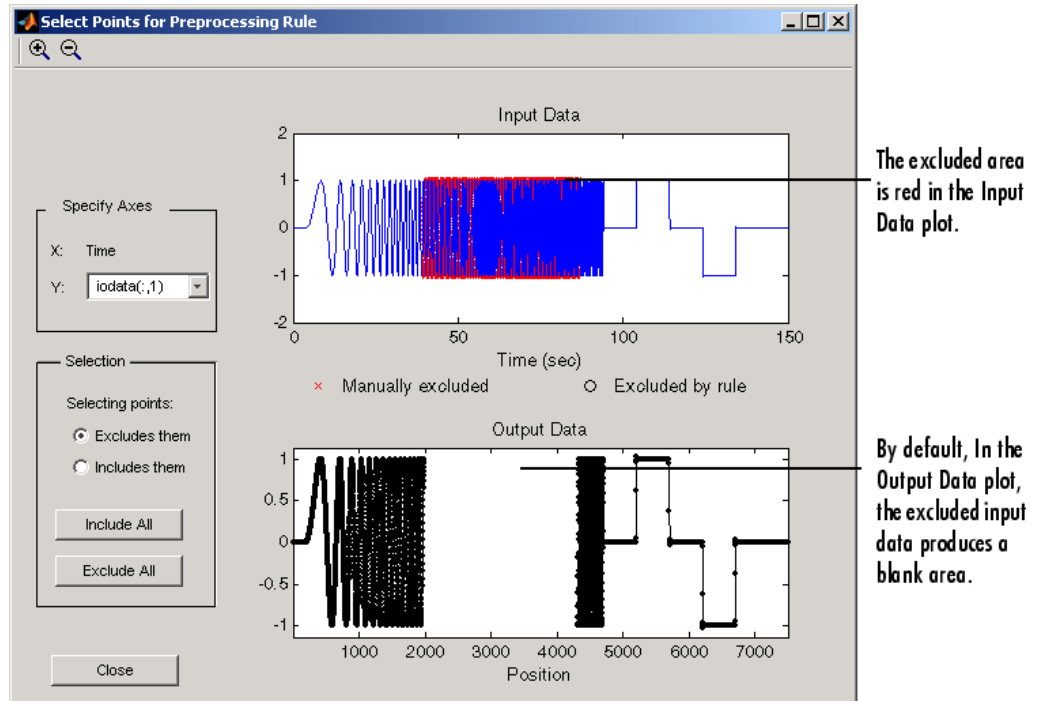 Select Points for Preprocessing Rule
Input Data
2
1
0
-1
-2
0
50
100
150
Time (sec)
× Manually excluded
o Excluded by rule
Specify Axes
X: Time
Y: iodata(:,1)
Selection
Selecting points:
Excludes them
Includes them
Include All
Exclude All
Close
Output Data
1
0.5
0
-0.5
-1
1000
2000
3000
4000
5000
6000
7000
Position
The excluded area
is red in the Input
Data plot.
By default, In the
Output Data plot,
the excluded input
data produces a
blank area.